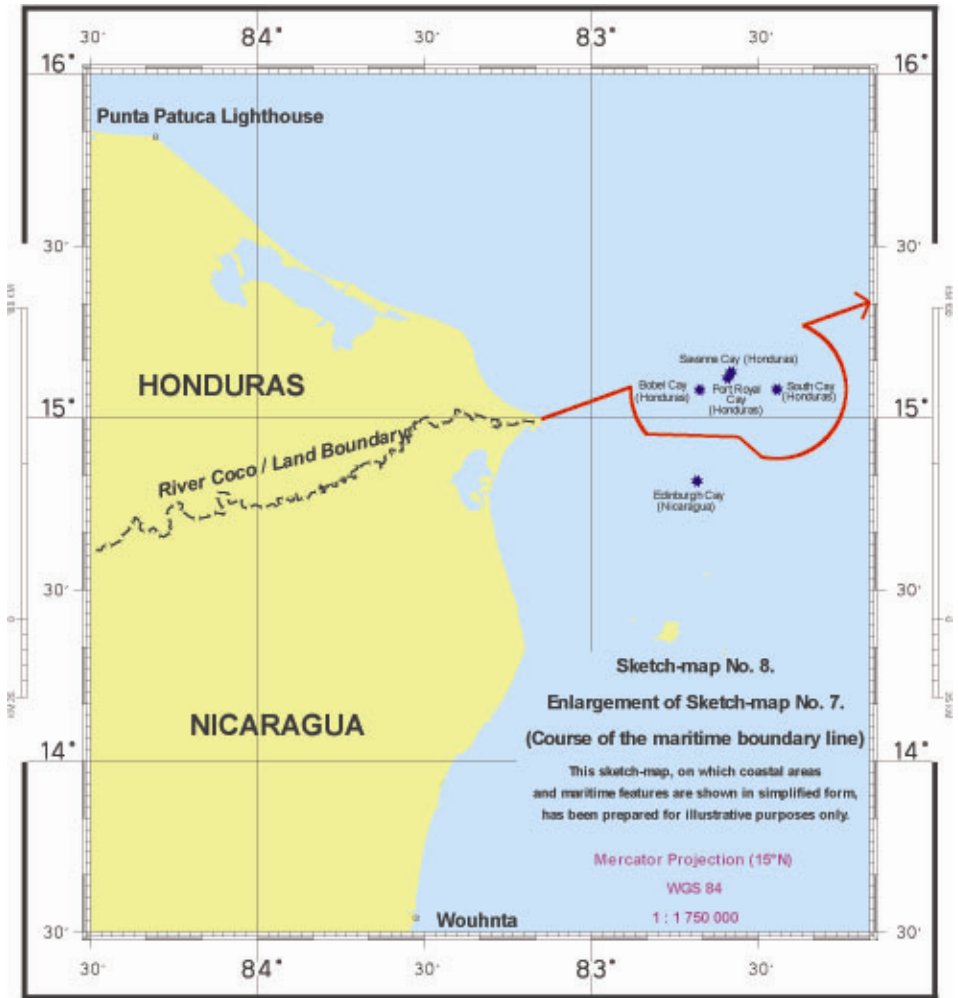 30'
84°
30'
83°
30'
16°
16°
Punta Patuca Lighthouse
30'
30'
Savanna Cay (Honduras)
HONDURAS
Bobel Cay
(Honduras)
Port Royal
Cay
(Honduras)
South Cay
(Honduras)
15°
15°
River Coco / Land Boundary
Edinburgh Cay
(Nicaragua)
30'
30'
0
0
Sketch-map No. 8.
Enlargement of Sketch-map No. 7.
NICARAGUA
(Course of the maritime boundary line)
14°
14°
This sketch-map, on which coastal areas
and maritime features are shown in simplified form,
has been prepared for illustrative purposes only.
Mercator Projection (15°N)
WGS 84
1 : 1 750 000
Wouhnta
30'
30'
30'
84°
30'
83°
30'